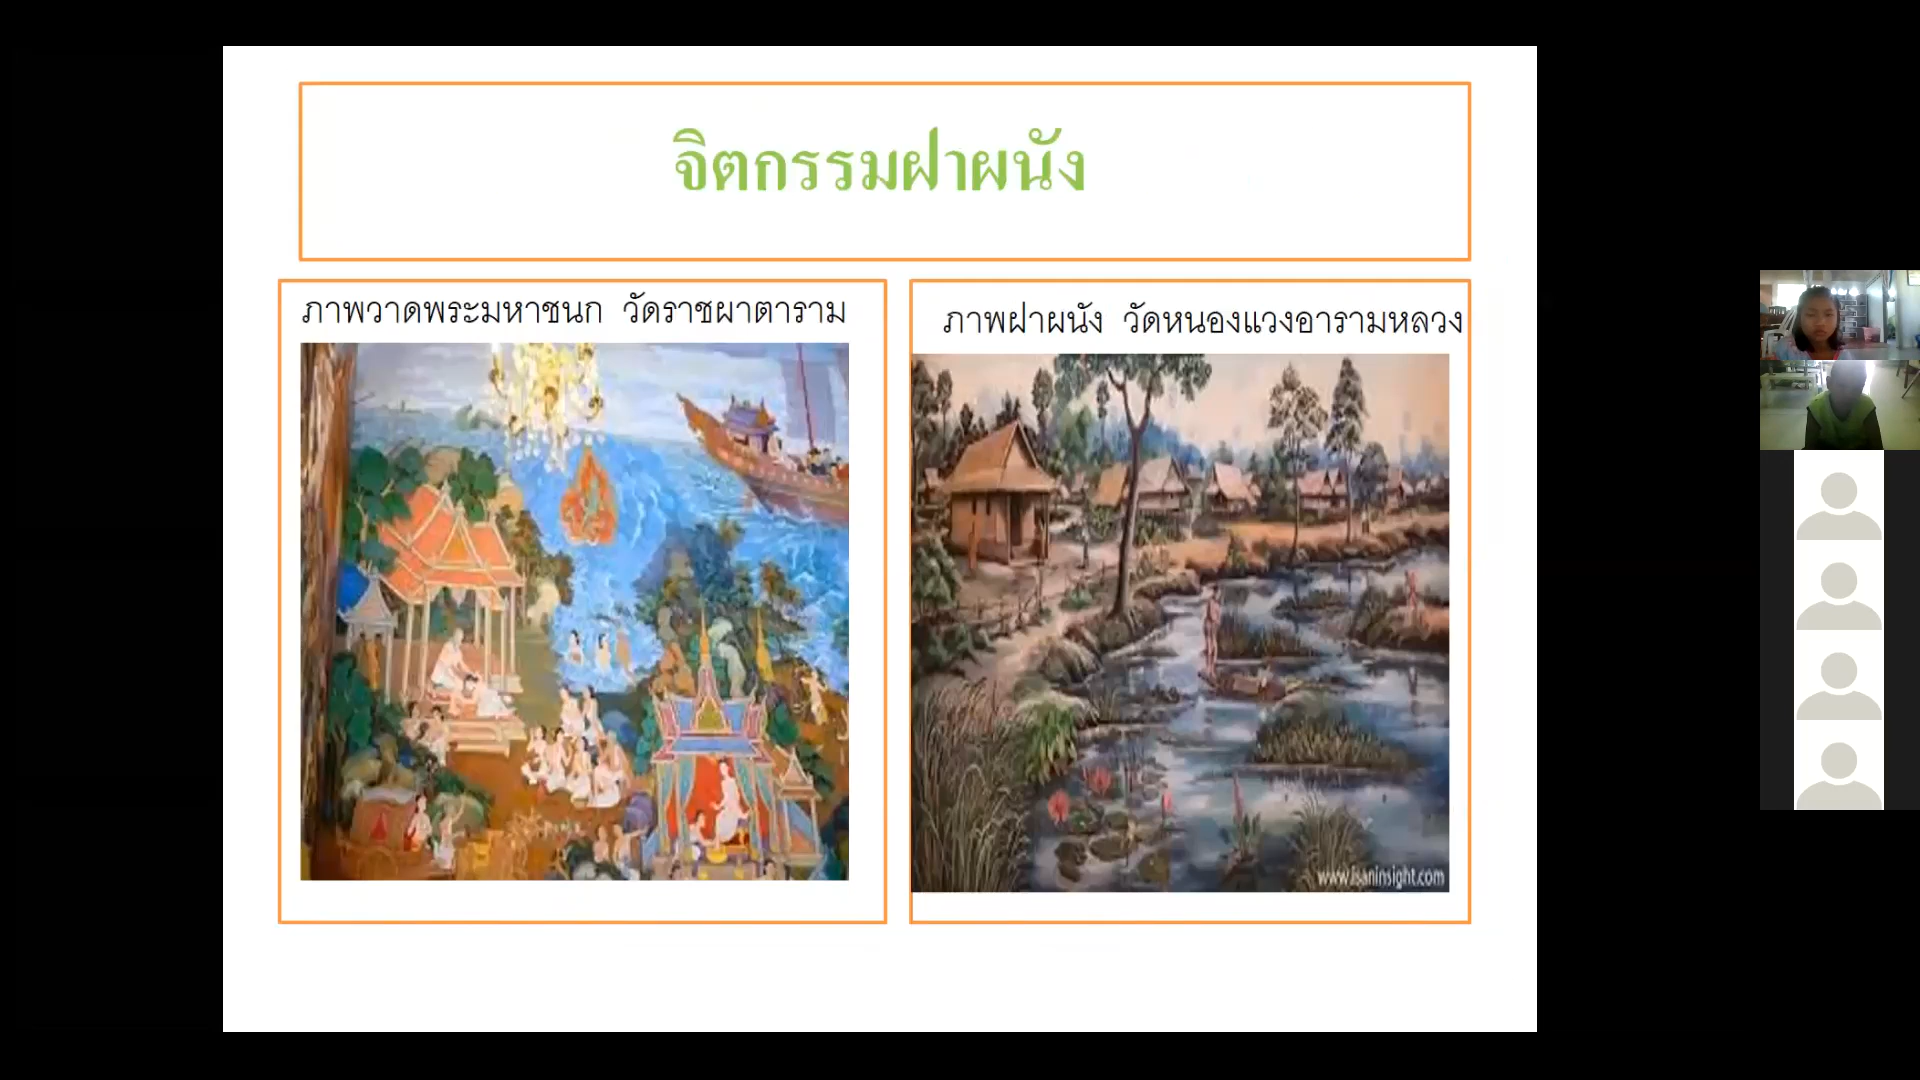 จิตกรรมฝาผนัง
ภาพวาดพระมหาชนก วัดราชผาตาราม
ภาพฝาผนัง วัดหนองแวงอารามหลวง
www.isaninsight.com